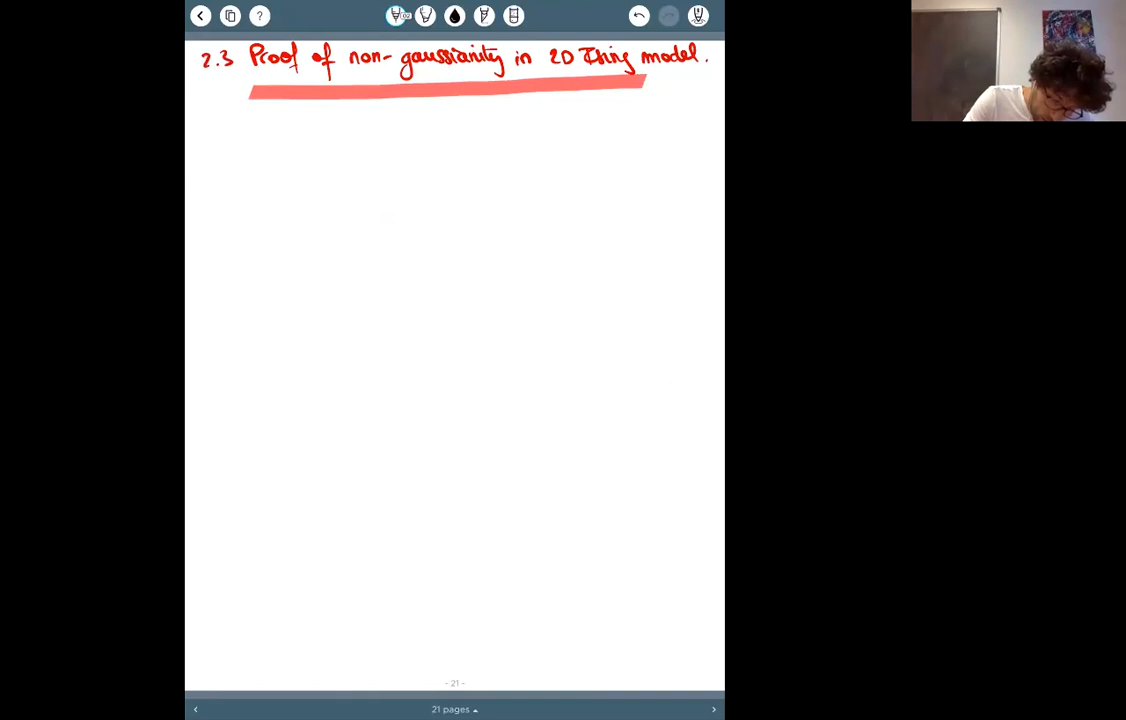 ?
2.3 Proof of non-gaussianity in 2D Ising model.
- 21 -
21 pages